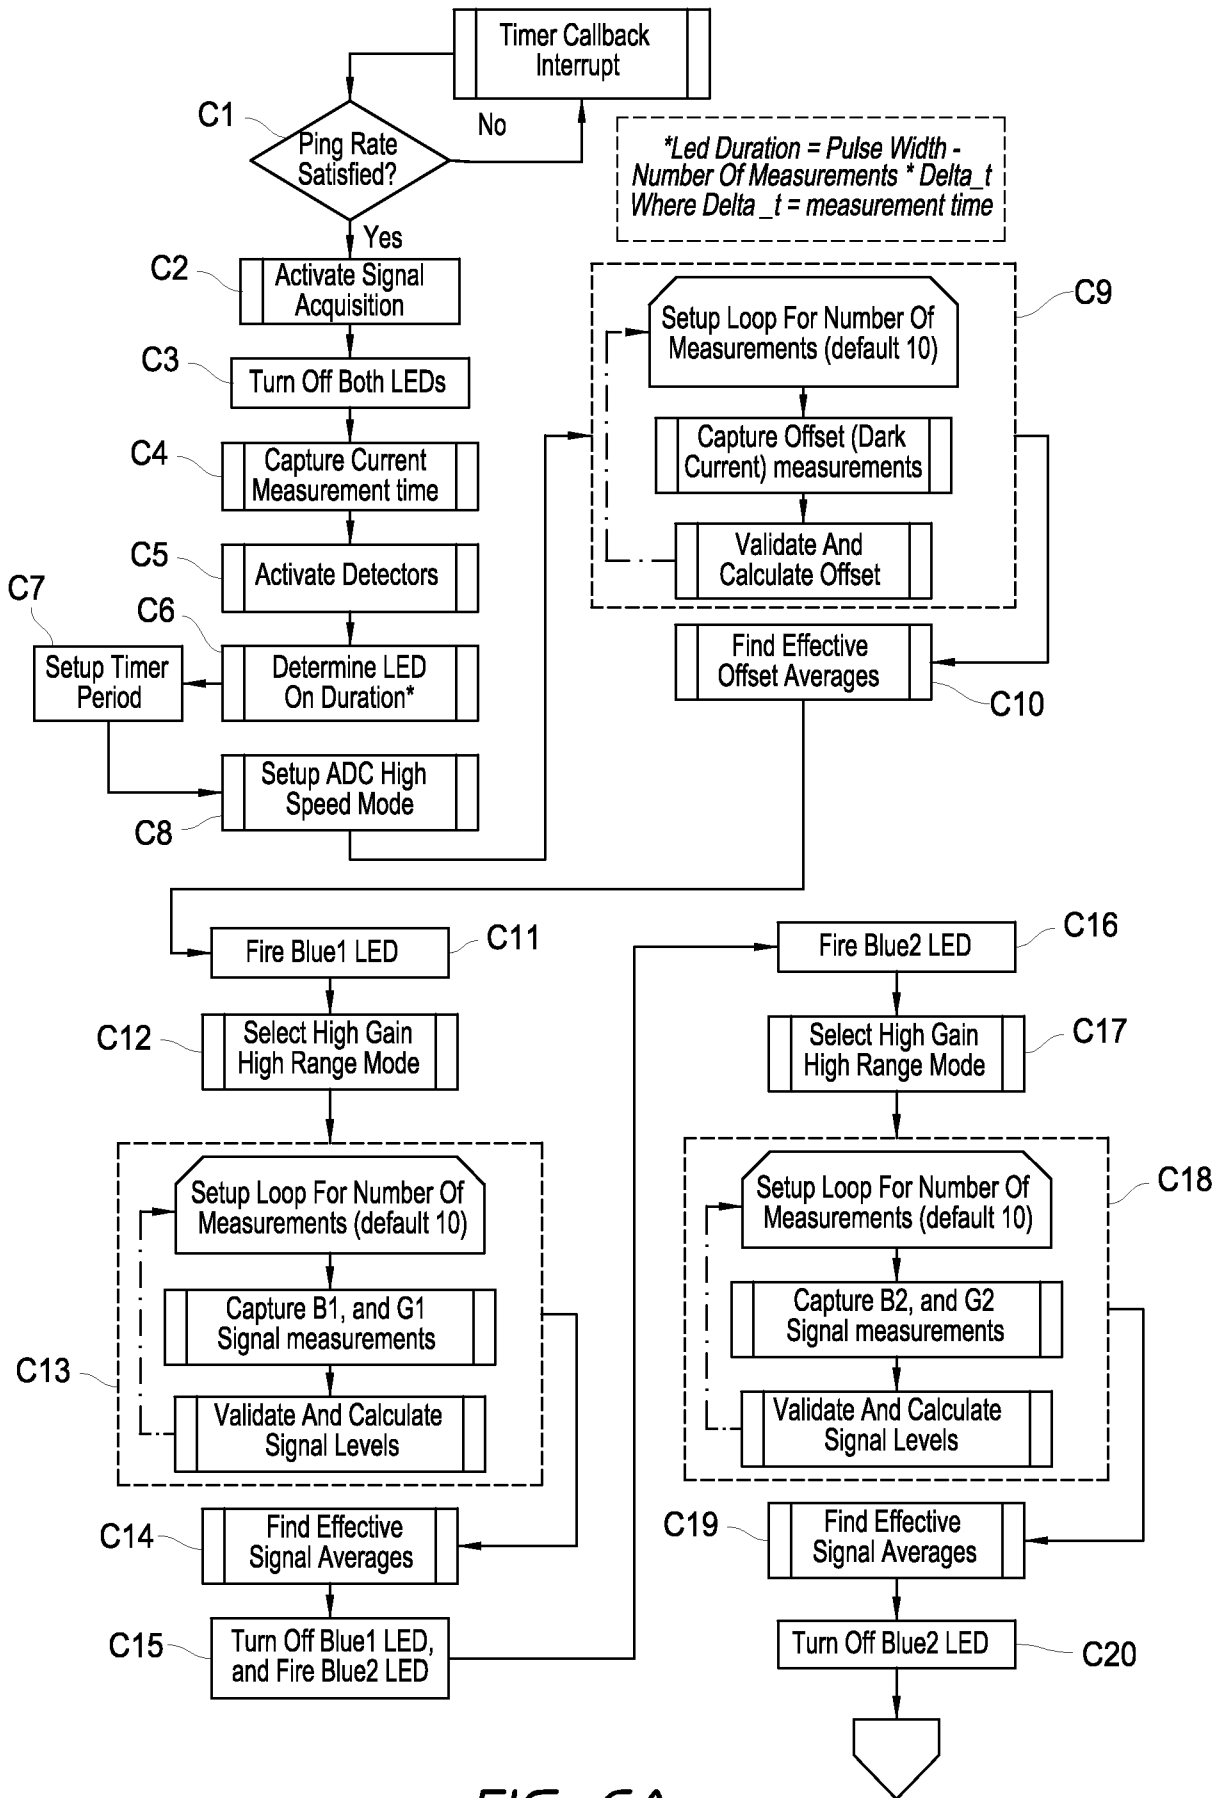 Timer Callback
Interrupt
C1
No
Ping Rate
Satisfied?
Yes
*Led Duration = Pulse Width -
Number Of Measurements * Delta_t
Where Delta _t = measurement time
C2
Activate Signal
Acquisition
C3
Turn Off Both LEDs
C4
Capture Current
Measurement time
C5
Activate Detectors
C6
Determine LED
On Duration*
C7
Setup Timer
Period
C8
Setup ADC High
Speed Mode
C9
Setup Loop For Number Of
Measurements (default 10)
Capture Offset (Dark
Current) measurements
Validate And
Calculate Offset
Find Effective
Offset Averages
C10
Fire Blue1 LED
C11
C12
Select High Gain
High Range Mode
Setup Loop For Number Of
Measurements (default 10)
Capture B1, and G1
Signal measurements
C13
Validate And Calculate
Signal Levels
C14
Find Effective
Signal Averages
C15
Turn Off Blue1 LED,
and Fire Blue2 LED
Fire Blue2 LED
C16
Select High Gain
High Range Mode
C17
Setup Loop For Number Of
Measurements (default 10)
C18
Capture B2, and G2
Signal measurements
Validate And Calculate
Signal Levels
C19
Find Effective
Signal Averages
Turn Off Blue2 LED
C20
FIG. 6A